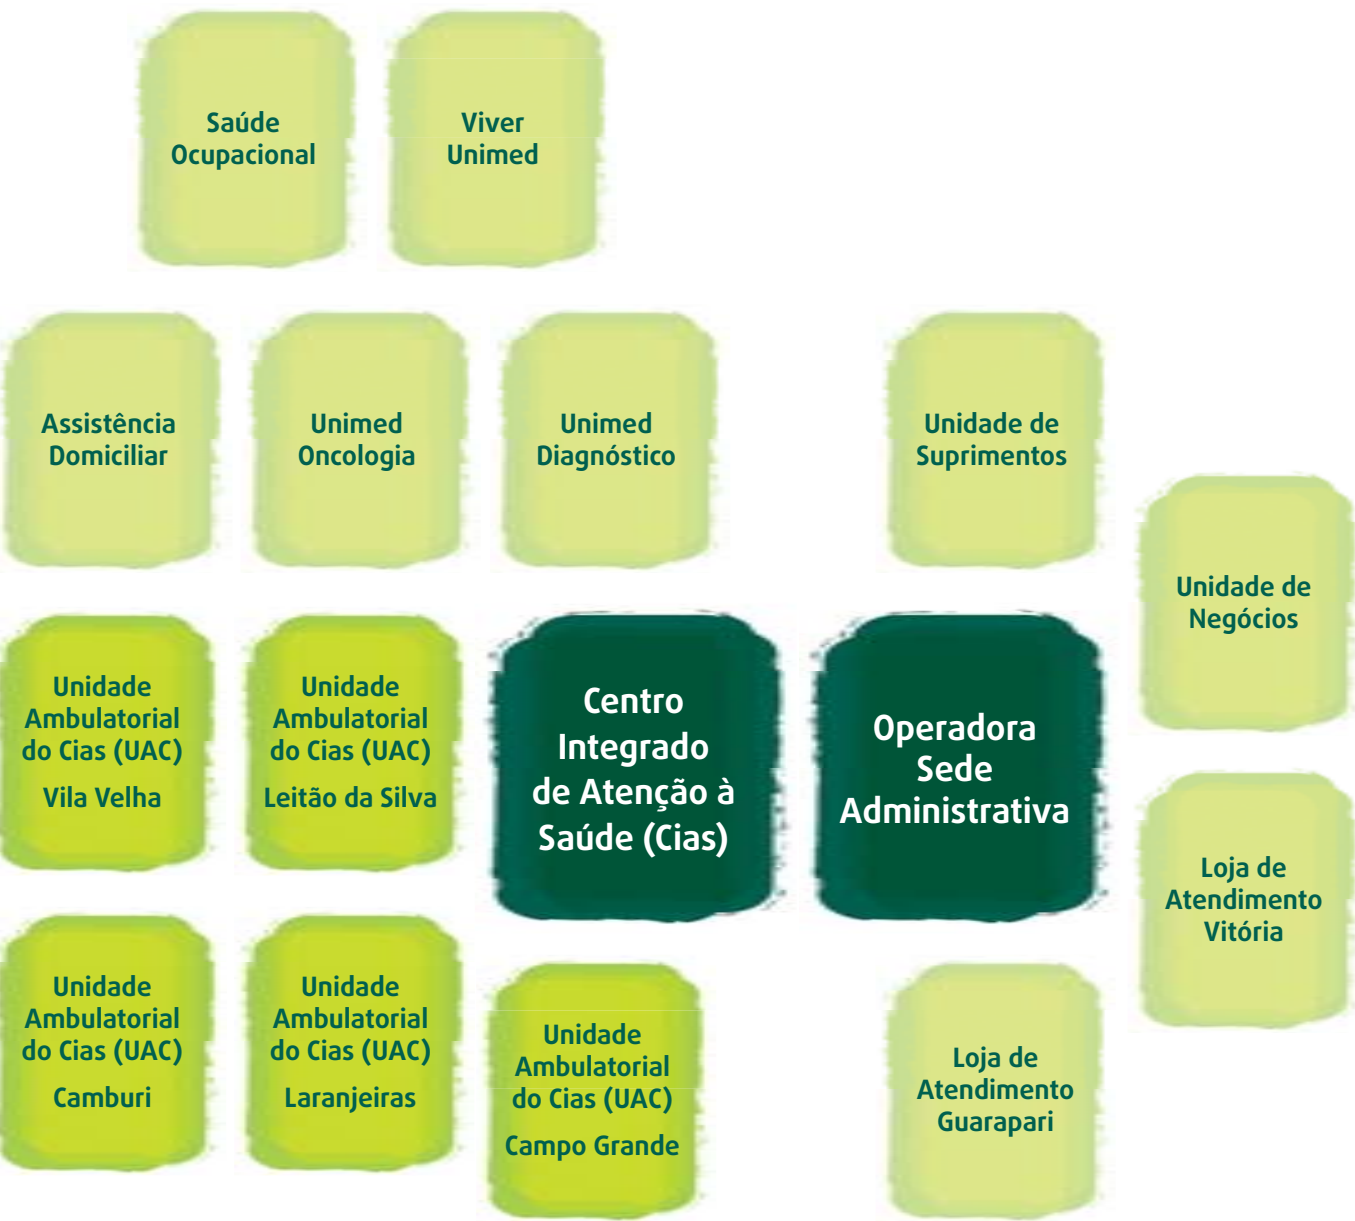 Saúde
Ocupacional
Viver
Unimed
Assistência
Domiciliar
Unimed
Oncologia
Unimed
Diagnóstico
Unidade de
Suprimentos
Unidade de
Negócios
Unidade
Ambulatorial
do Cias (UAC)
Vila Velha
Unidade
Ambulatorial
do Cias (UAC)
Leitão da Silva
Centro
Integrado
de Atenção à
Saúde (Cias)
Operadora
Sede
Administrativa
Loja de
Atendimento
Vitória
Unidade
Ambulatorial
do Cias (UAC)
Camburi
Unidade
Ambulatorial
do Cias (UAC)
Laranjeiras
Unidade
Ambulatorial
do Cias (UAC)
Campo Grande
Loja de
Atendimento
Guarapari